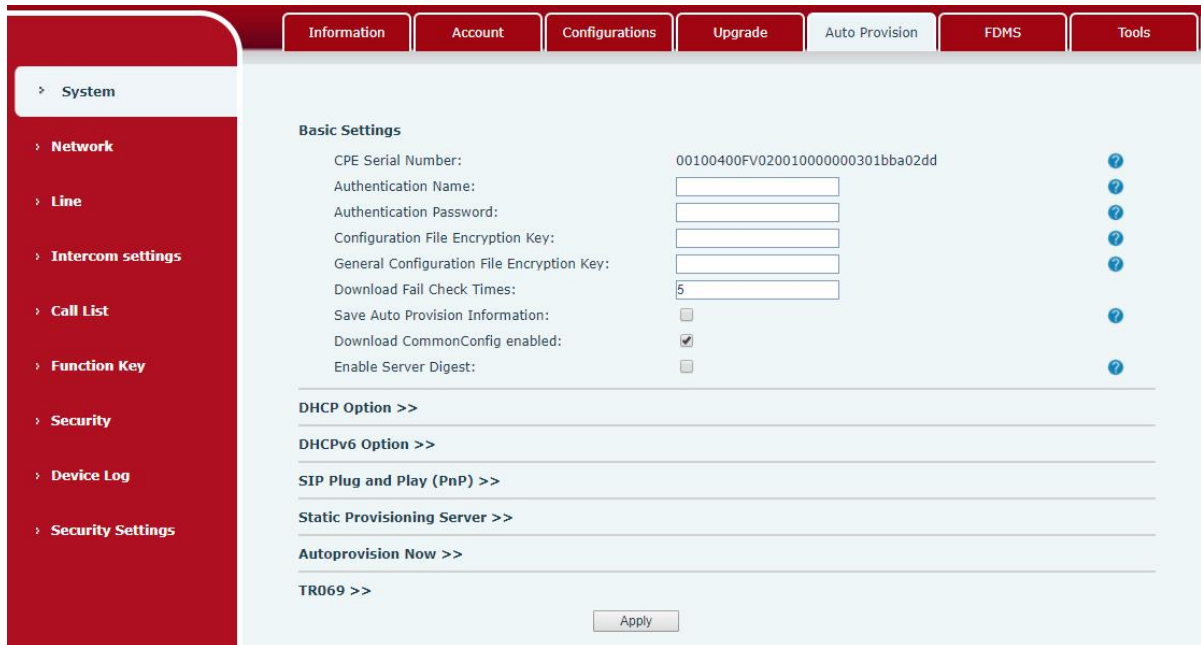 Information Account Configurations Upgrade Auto Provision FDMS Tools
› System
› Network
› Line
› Intercom settings
› Call List
› Function Key
› Security
› Device Log
› Security Settings
Basic Settings
CPE Serial Number: 00100400FV020010000000301bba02dd ?
Authentication Name: ?
Authentication Password: ?
Configuration File Encryption Key: ?
General Configuration File Encryption Key: ?
Download Fail Check Times: 5
Save Auto Provision Information: ?
Download CommonConfig enabled:
Enable Server Digest: ?
DHCP Option >>
DHCPv6 Option >>
SIP Plug and Play (PnP) >>
Static Provisioning Server >>
Autoprovision Now >>
TR069 >>
Apply